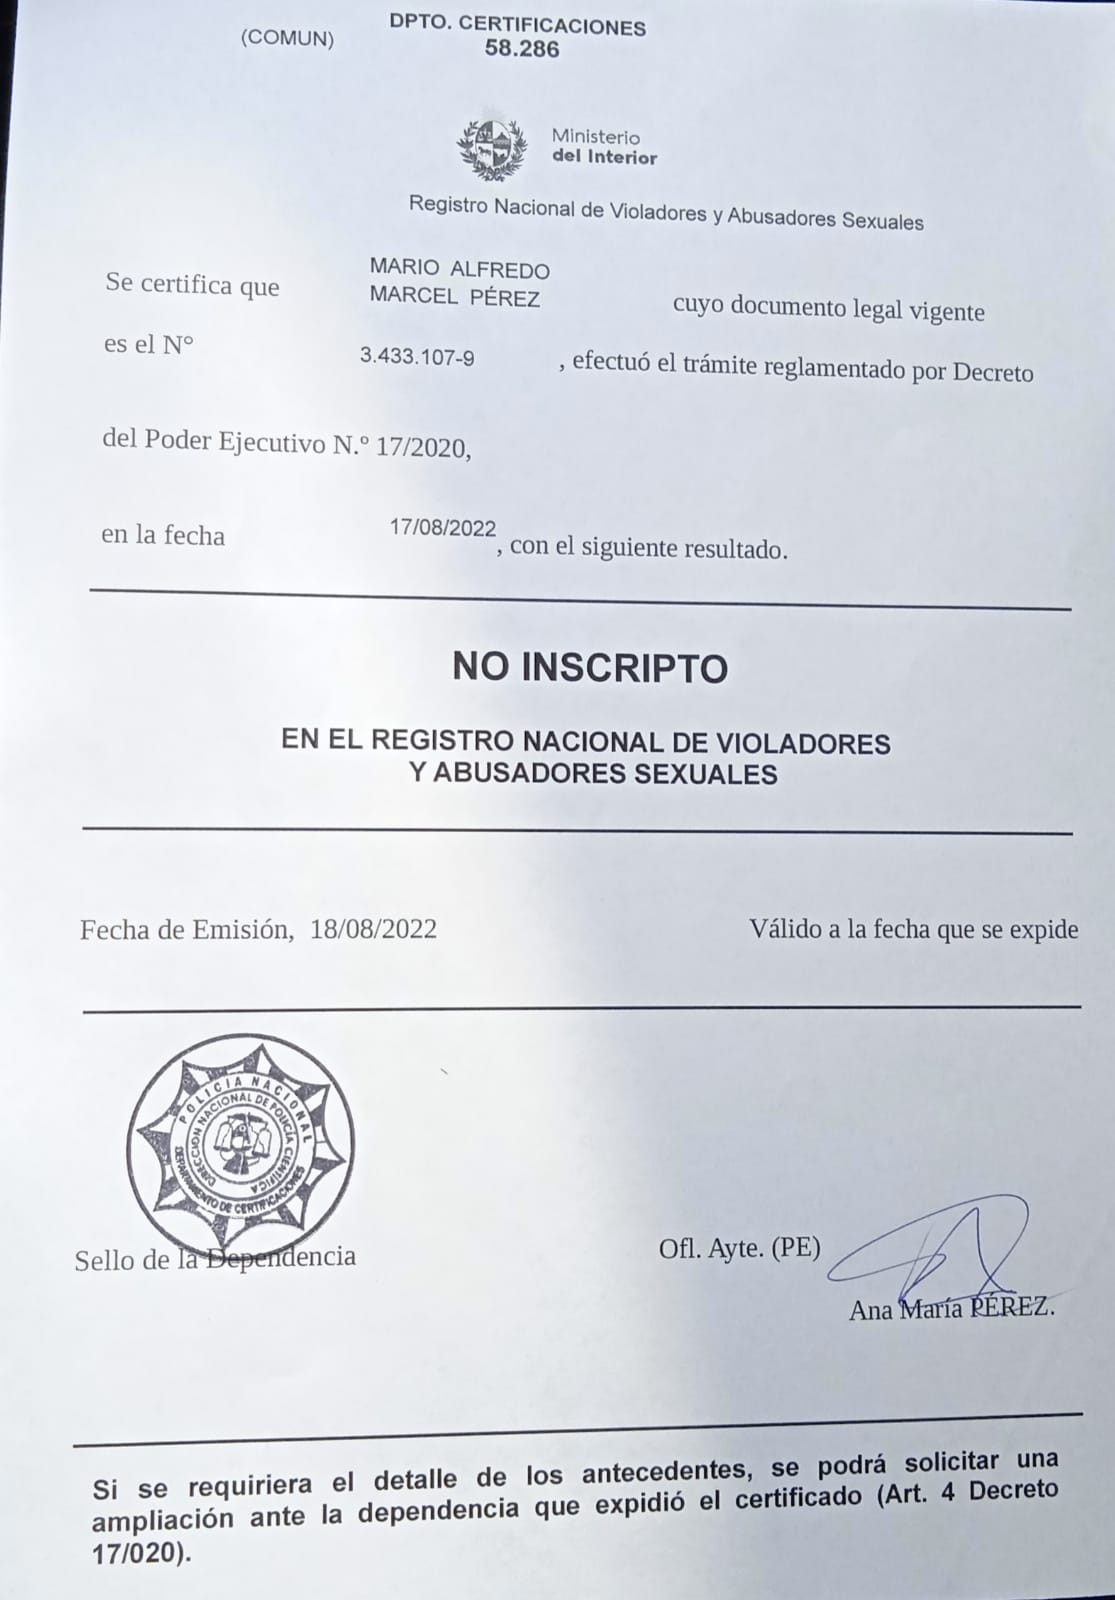 (COMUN)
DPTO. CERTIFICACIONES
58.286
Ministerio
del Interior
Registro Nacional de Violadores y Abusadores Sexuales
Se certifica que MARIO ALFREDO
MARCEL PÉREZ cuyo documento legal vigente
es el Nº 3.433.107-9 , efectuó el trámite reglamentado por Decreto
del Poder Ejecutivo N.º 17/2020,
en la fecha 17/08/2022 , con el siguiente resultado.
NO INSCRIPTO
EN EL REGISTRO NACIONAL DE VIOLADORES
Y ABUSADORES SEXUALES
Fecha de Emisión, 18/08/2022 Válido a la fecha que se expide
POLICIA NACIONAL
DIRECCION NACIONAL DE POLICIA CIENTIFICA
DEPARTAMENTO DE CERTIFICACIONES
Sello de la Dependencia
Ofl. Ayte. (PE)
Ana María PÉREZ.
Si se requiriera el detalle de los antecedentes, se podrá solicitar una
ampliación ante la dependencia que expidió el certificado (Art. 4 Decreto
17/020).